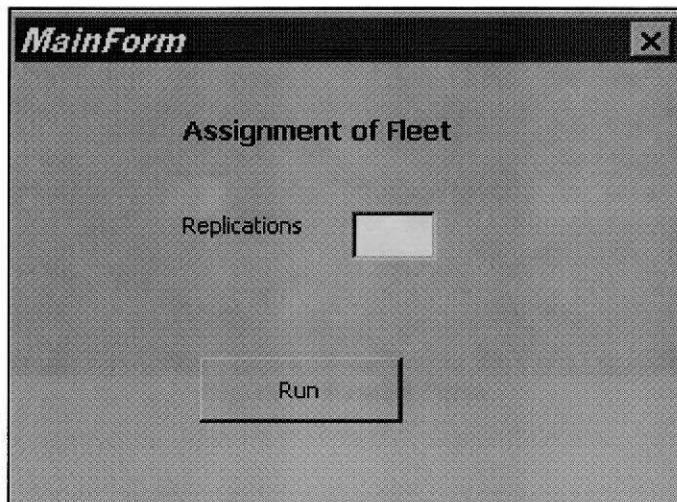 MainForm
Assignment of Fleet
Replications
Run